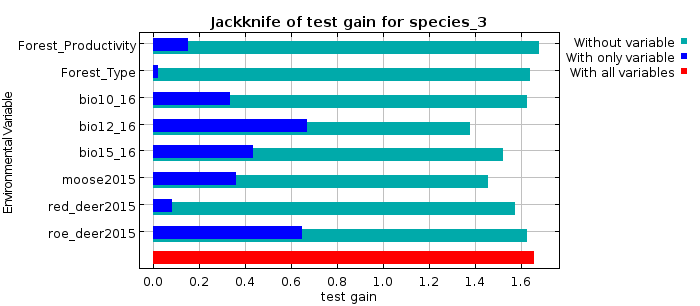 Jackknife of test gain for species_3
Forest_Productivity
Forest_Type
bio10_16
bio12_16
bio15_16
moose2015
red_deer2015
roe_deer2015
Environmental Variable
0.0 0.2 0.4 0.6 0.8 1.0 1.2 1.4 1.6
test gain
Without variable
With only variable
With all variables